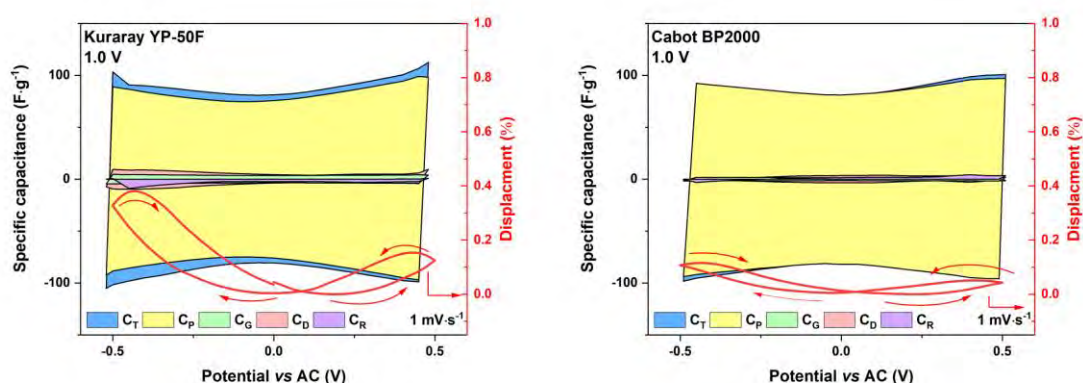 Kuraray YP-50F
1.0 V
Specific capacitance (F·g⁻¹)
100
0
-100
1.0
0.8
0.6
0.4
0.2
0.0
Displacment (%)
C_T C_P C_G C_D C_R 1 mV·s⁻¹
-0.5 0.0 0.5
Potential vs AC (V)
Cabot BP2000
1.0 V
Specific capacitance (F·g⁻¹)
100
0
-100
1.0
0.8
0.6
0.4
0.2
0.0
Displacment (%)
C_T C_P C_G C_D C_R 1 mV·s⁻¹
-0.5 0.0 0.5
Potential vs AC (V)